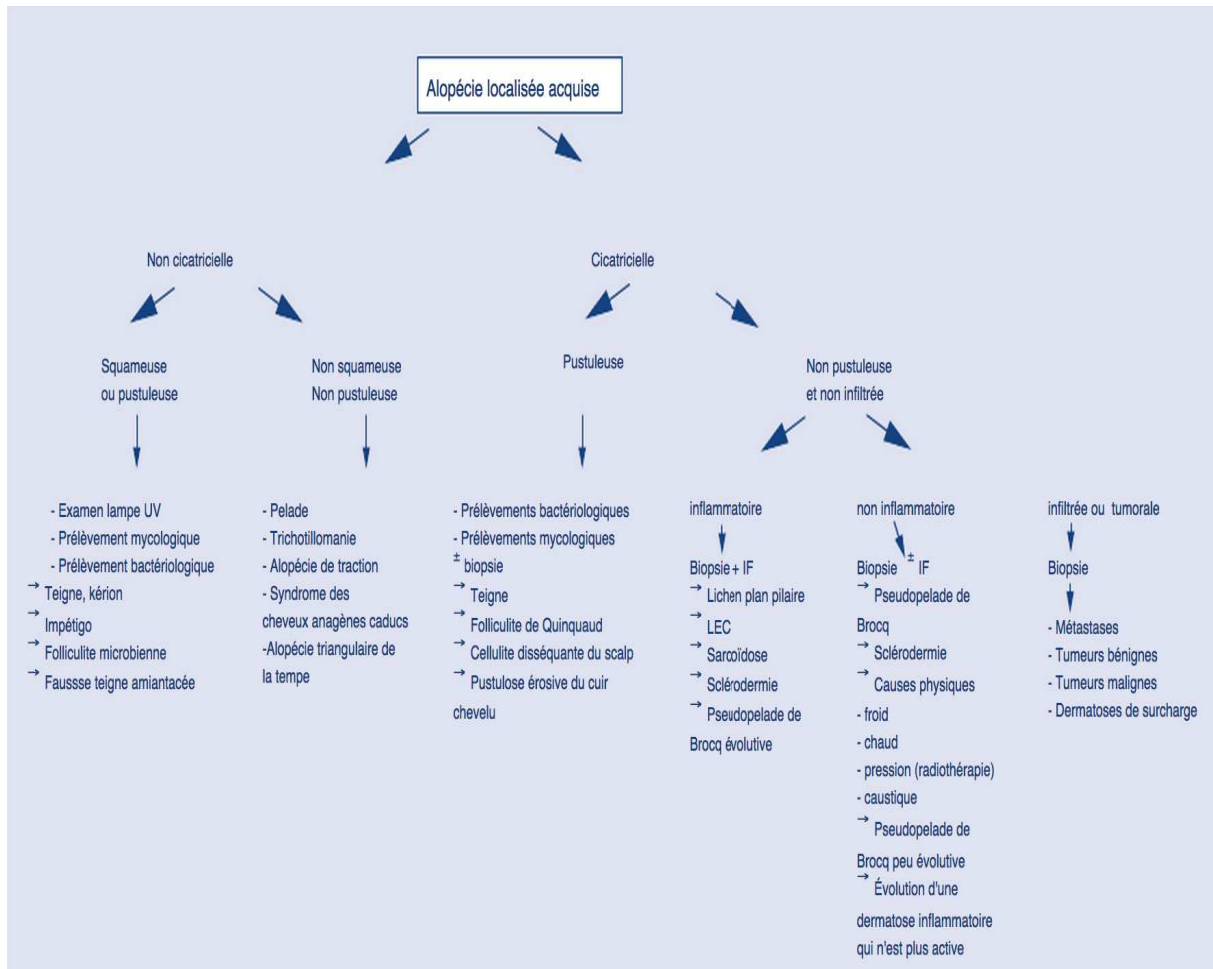 Alopécie localisée acquise
Non cicatricielle
Cicatricielle
Squameuse
ou pustuleuse
Non squameuse
Non pustuleuse
Pustuleuse
Non pustuleuse
et non infiltrée
- Examen lampe UV
- Prélèvement mycologique
- Prélèvement bactériologique
→ Teigne, kérion
→ Impétigo
→ Folliculite microbienne
→ Faussse teigne amiantacée
- Pelade
- Trichotillomanie
- Alopécie de traction
- Syndrome des
cheveux anagènes caducs
-Alopécie triangulaire de
la tempe
- Prélèvements bactériologiques
- Prélèvements mycologiques
± biopsie
→ Teigne
→ Folliculite de Quinquaud
→ Cellulite disséquante du scalp
→ Pustulose érosive du cuir
chevelu
inflammatoire
Biopsie + IF
→ Lichen plan pilaire
→ LEC
→ Sarcoïdose
→ Sclérodermie
→ Pseudopelade de
Brocq évolutive
non inflammatoire
Biopsie ± IF
→ Pseudopelade de
Brocq
→ Sclérodermie
→ Causes physiques
- froid
- chaud
- pression (radiothérapie)
- caustique
→ Pseudopelade de
Brocq peu évolutive
→ Évolution d'une
dermatose inflammatoire
qui n'est plus active
infiltrée ou tumorale
Biopsie
- Métastases
- Tumeurs bénignes
- Tumeurs malignes
- Dermatoses de surcharge